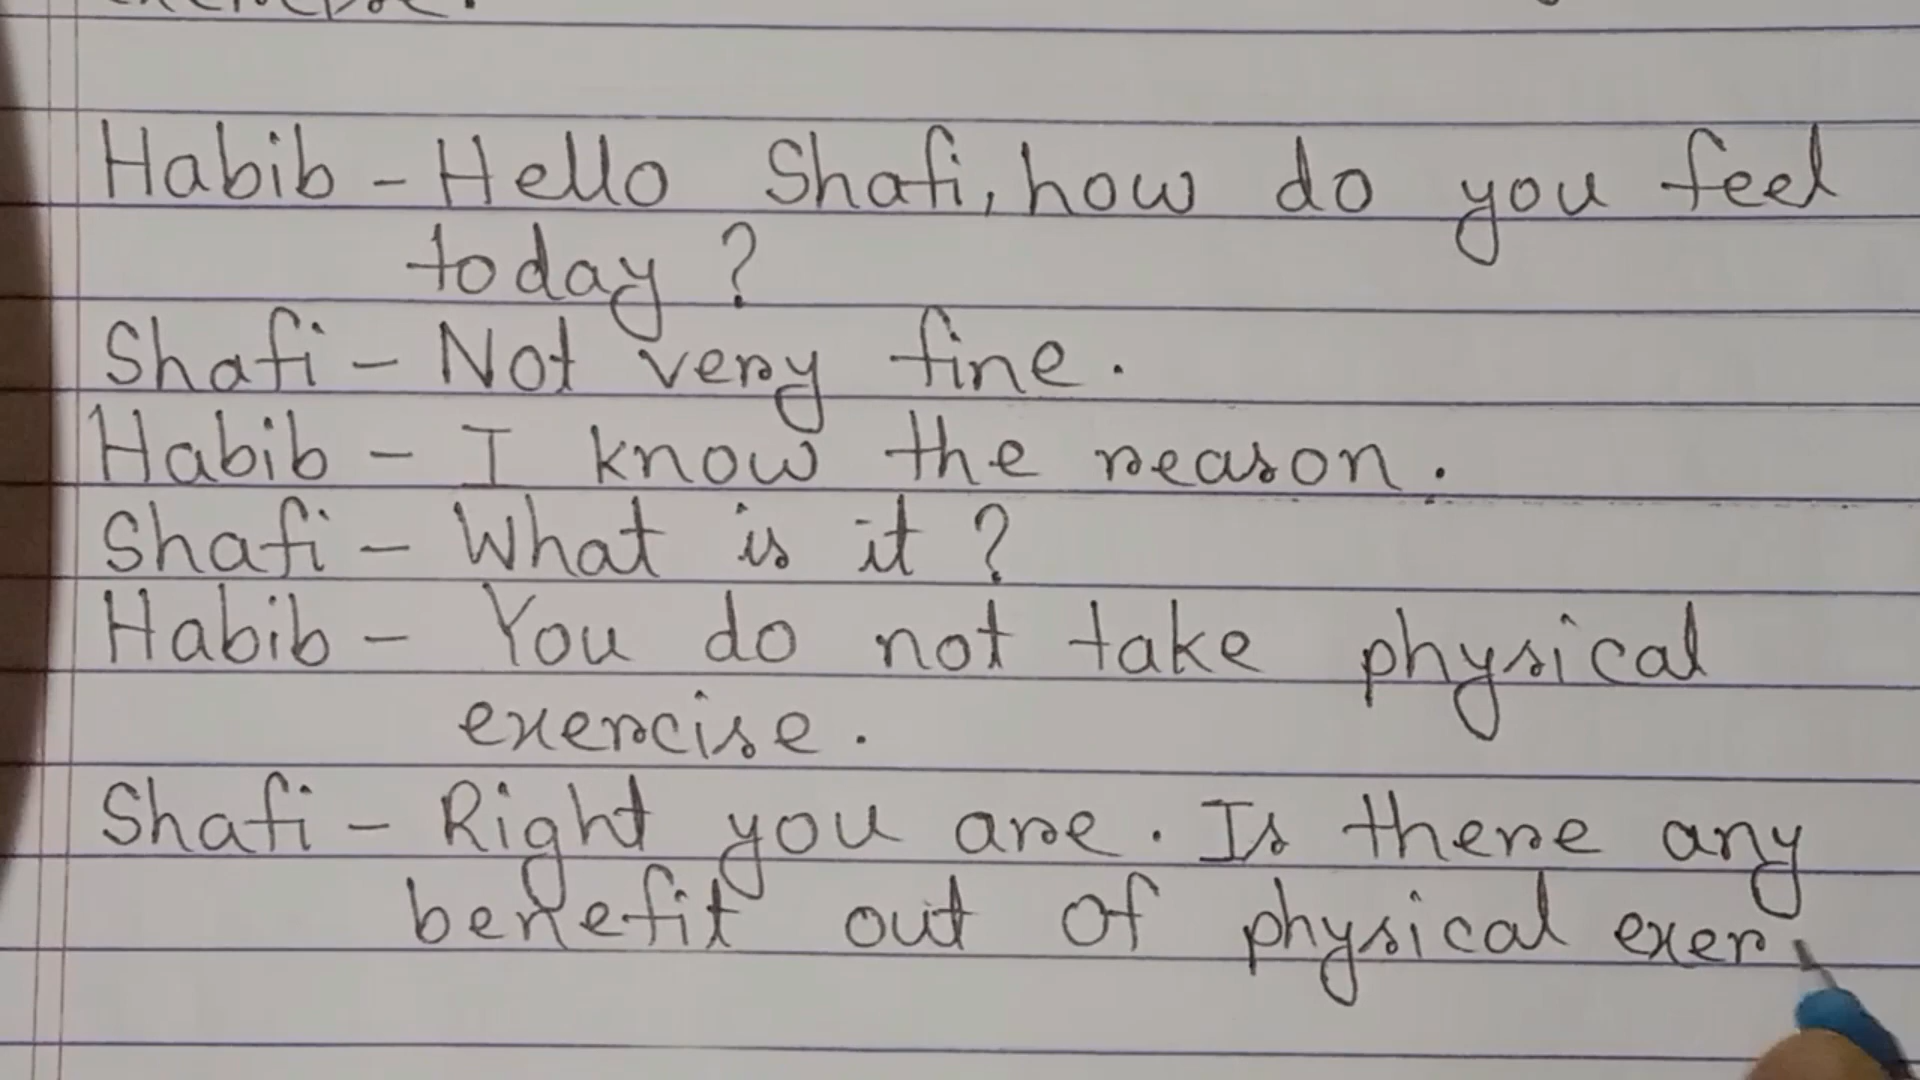 Habib - Hello Shafi, how do you feel
today ?
Shafi - Not very fine.
Habib - I know the reason.
Shafi - What is it ?
Habib - You do not take physical
exercise.
Shafi - Right you are. Is there any
benefit out of physical exer